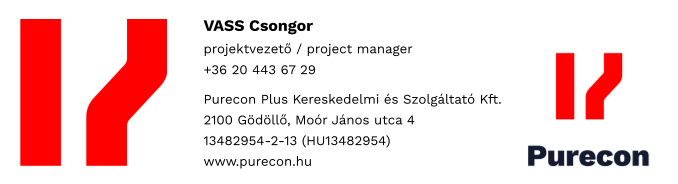 VASS Csongor
projektvezető / project manager
+36 20 443 67 29
Purecon Plus Kereskedelmi és Szolgáltató Kft.
2100 Gödöllő, Moór János utca 4
13482954-2-13 (HU13482954)
www.purecon.hu
Purecon